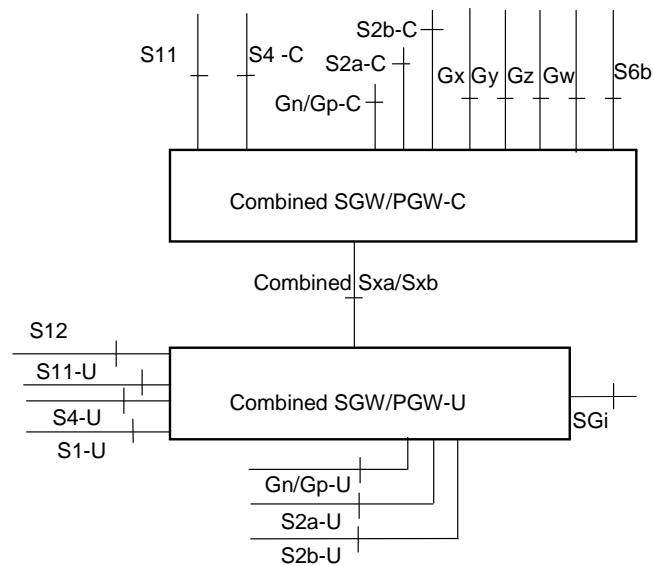 S2b-C
S11
S4 -C
S2a-C
Gx Gy Gz Gw S6b
Gn/Gp-C
Combined SGW/PGW-C
Combined Sxa/Sxb
S12
S11-U
Combined SGW/PGW-U
S4-U
SGi
S1-U
Gn/Gp-U
S2a-U
S2b-U